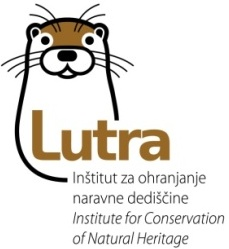 Lutra
Inštitut za ohranjanje
naravne dediščine
Institute for Conservation
of Natural Heritage